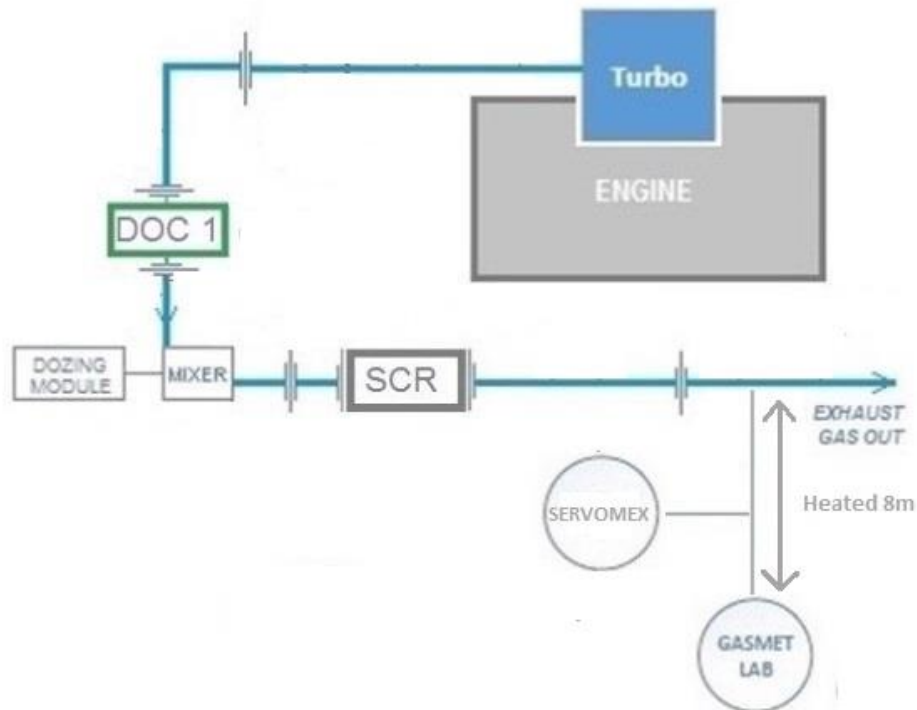 Turbo
ENGINE
DOC 1
DOZING
MODULE
MIXER
SCR
EXHAUST
GAS OUT
SERVOMEX
Heated 8m
GASMET
LAB